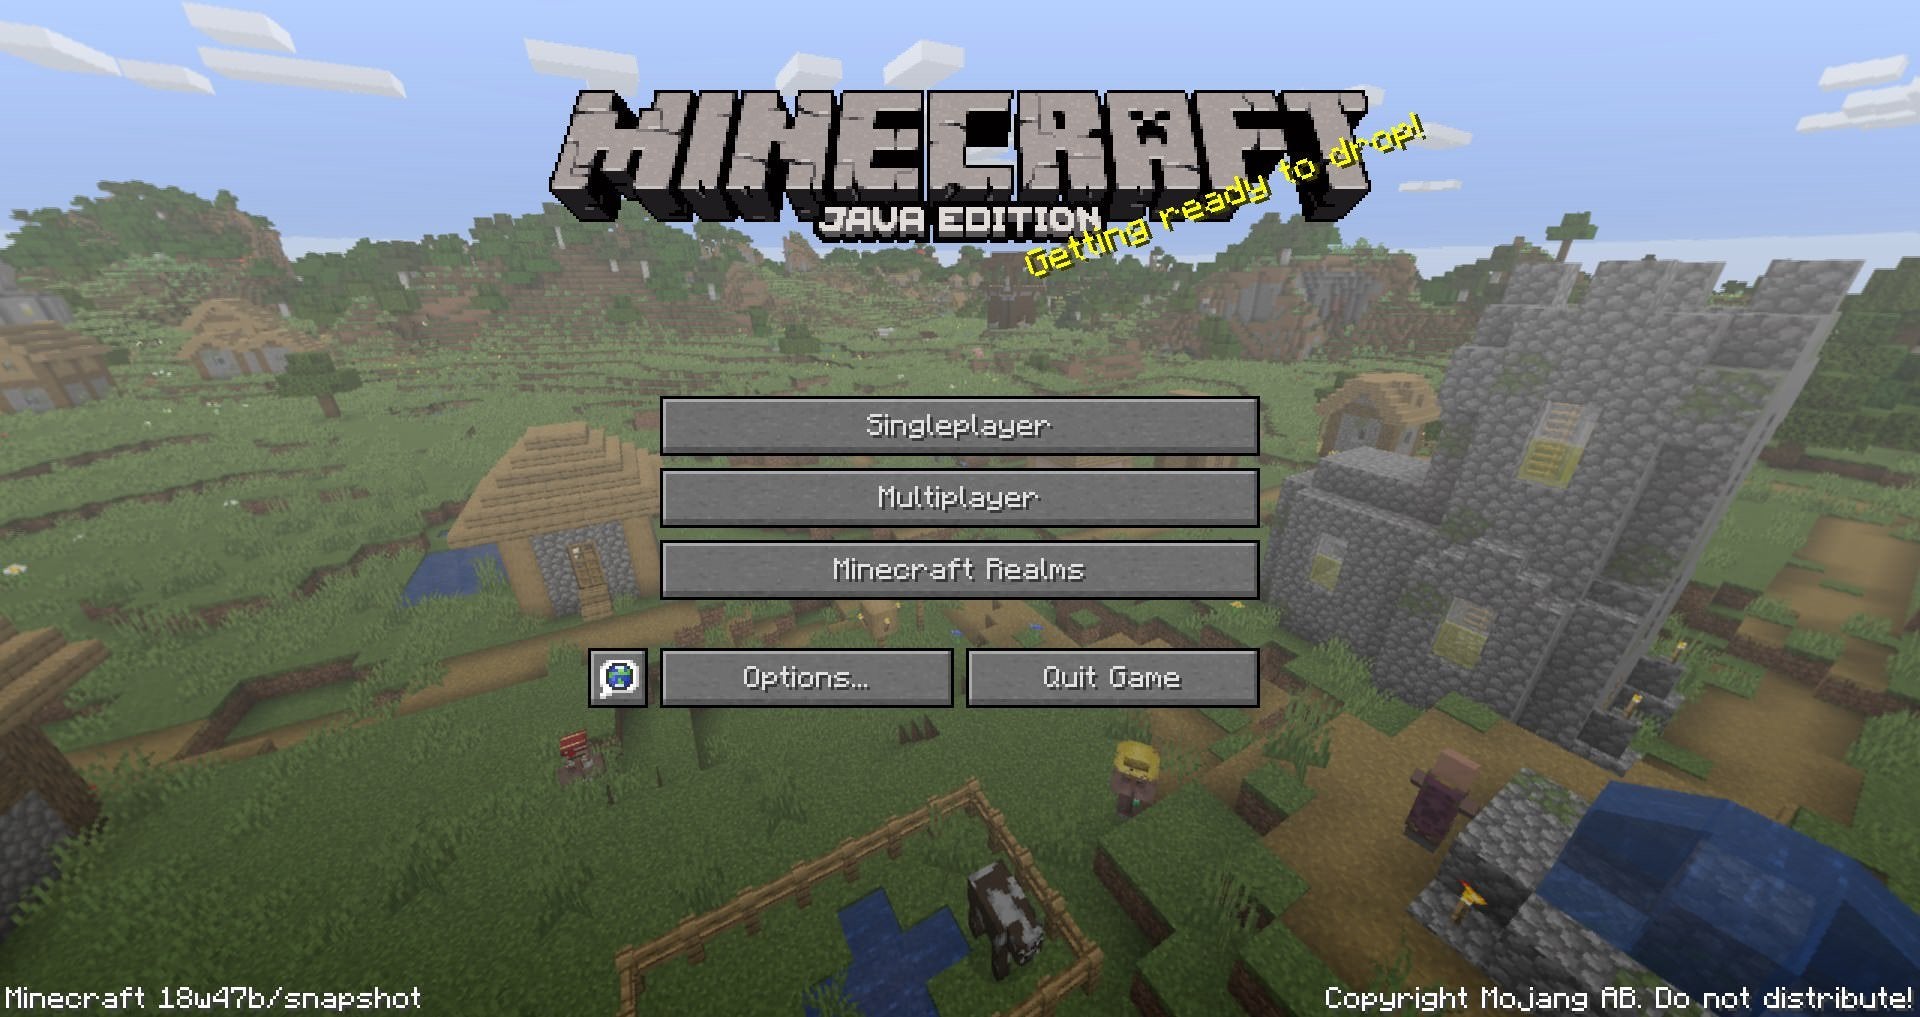 MINECRAFT
JAVA EDITION
Getting ready to drop!
Singleplayer
Multiplayer
Minecraft Realms
Options...
Quit Game
Minecraft 18w47b/snapshot
Copyright Mojang AB. Do not distribute!